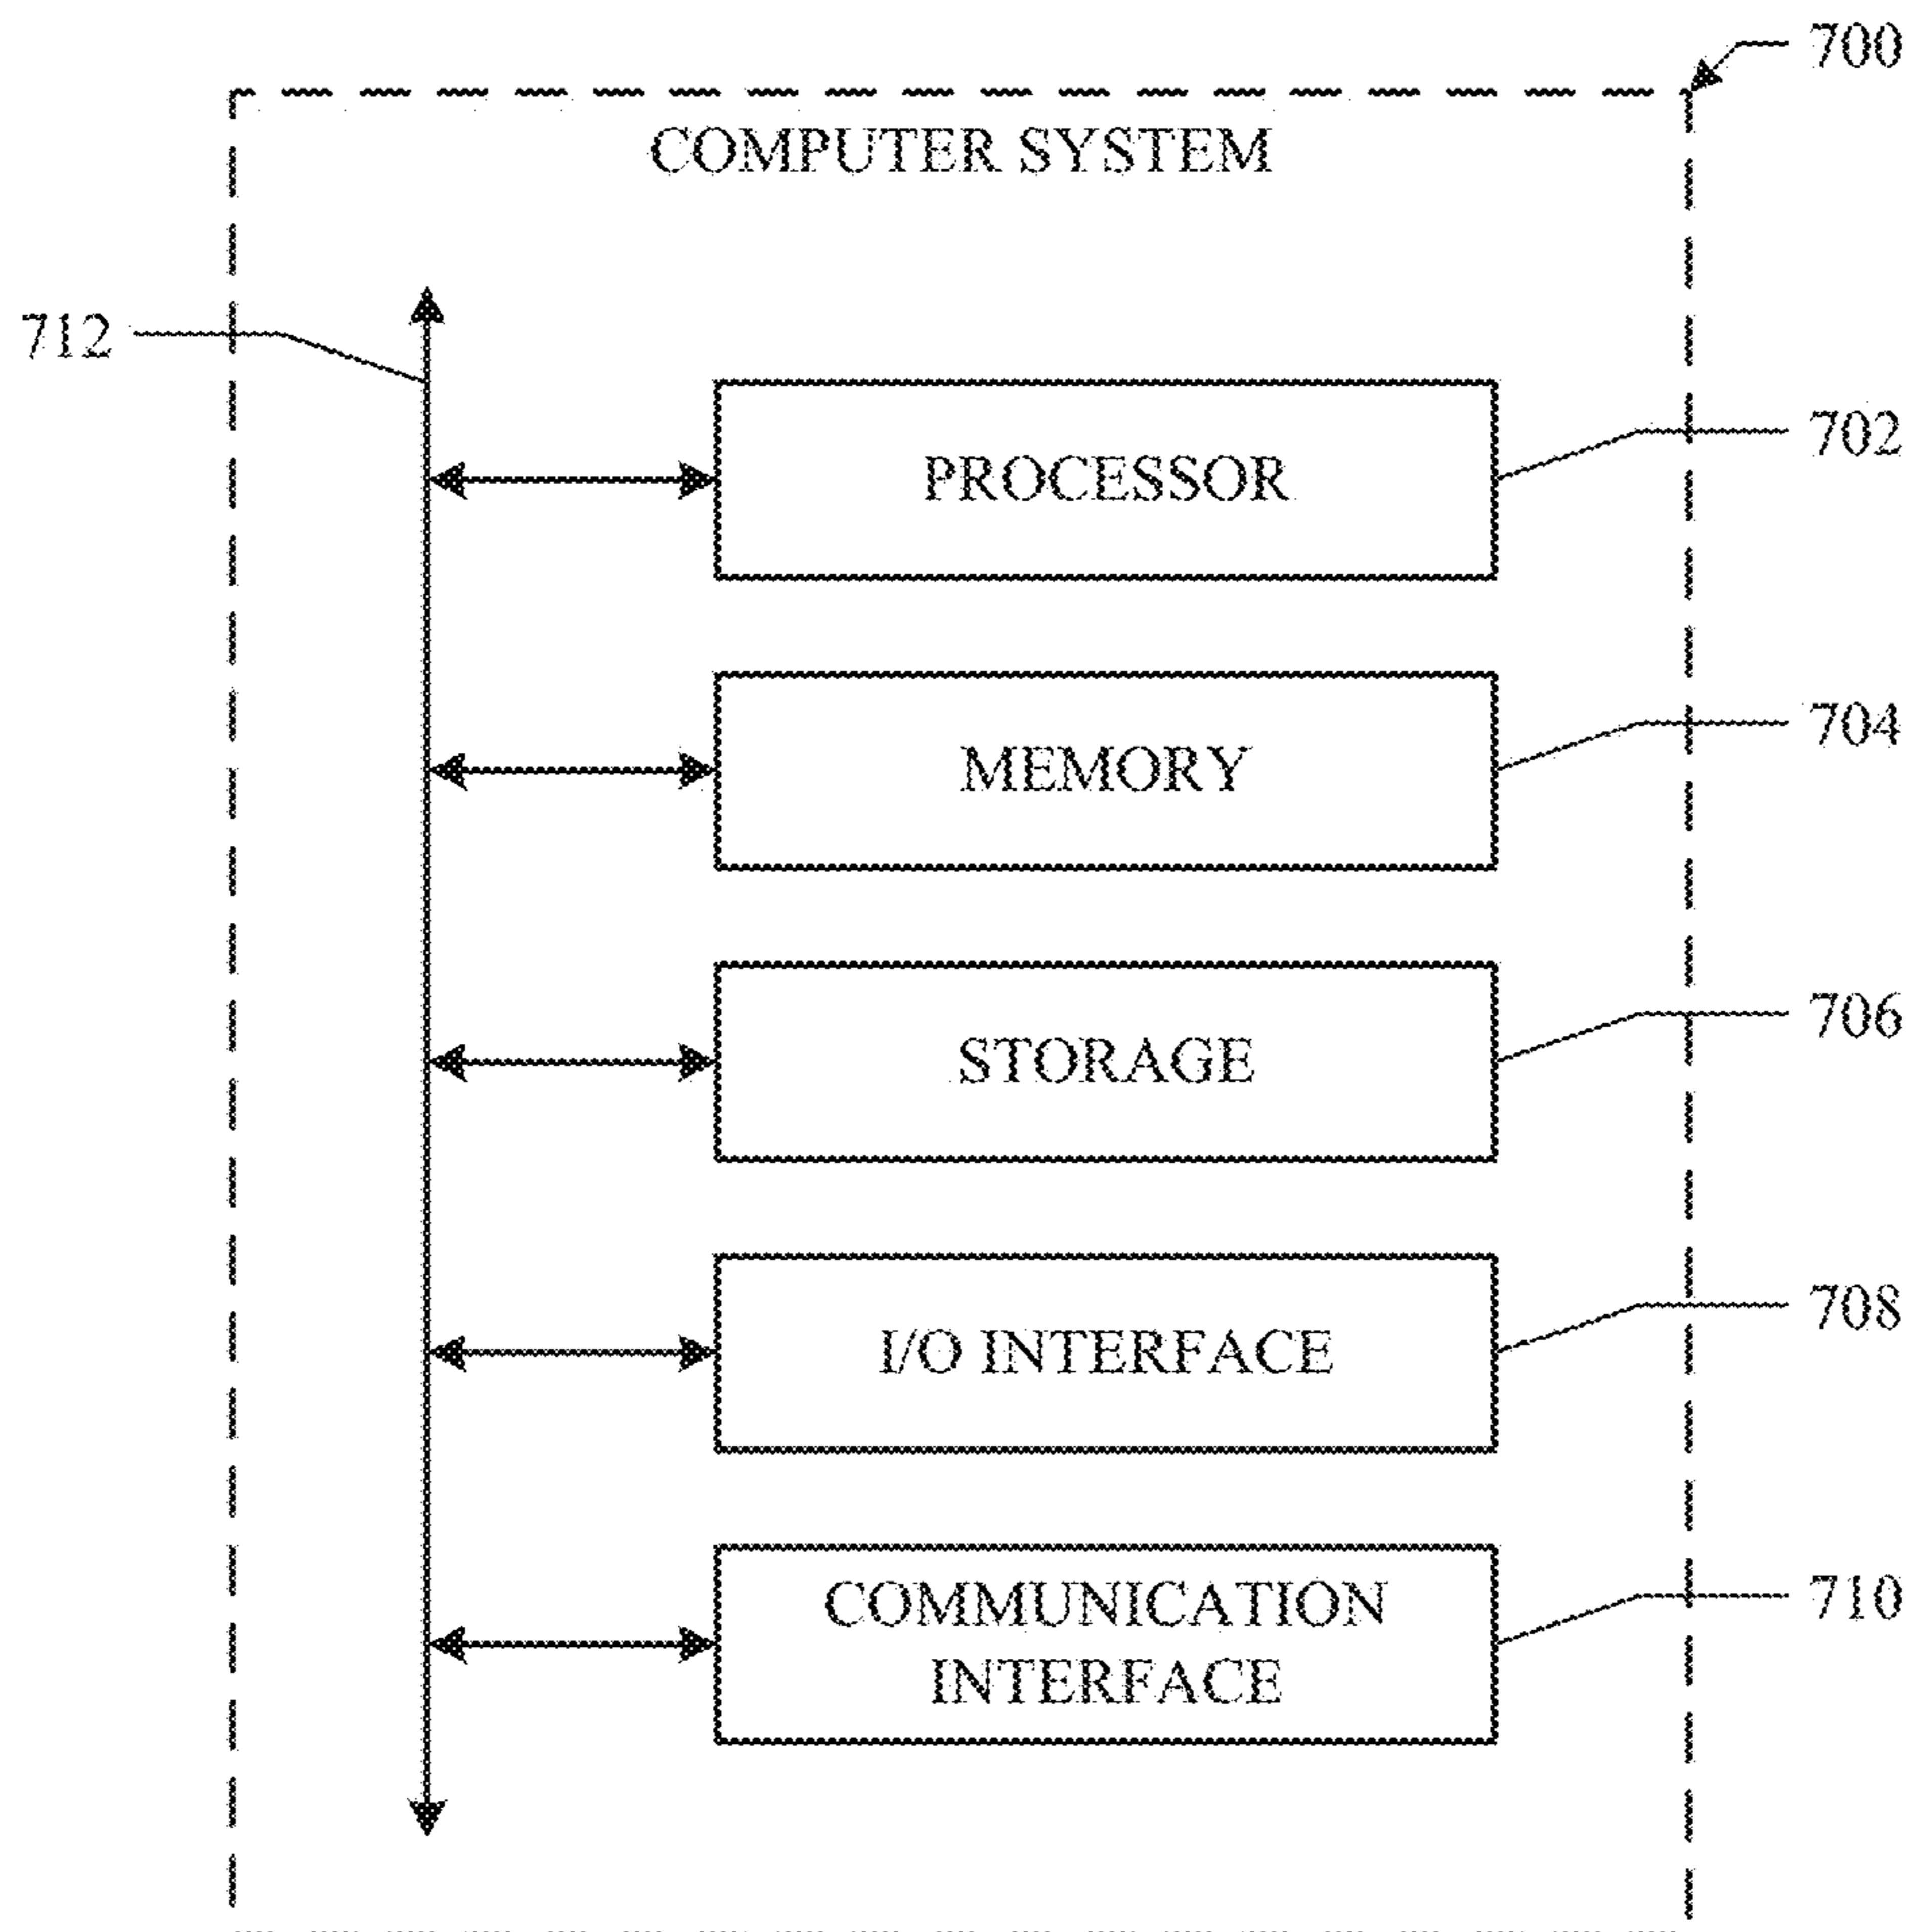 700
COMPUTER SYSTEM
712
702
PROCESSOR
704
MEMORY
706
STORAGE
708
I/O INTERFACE
710
COMMUNICATION
INTERFACE